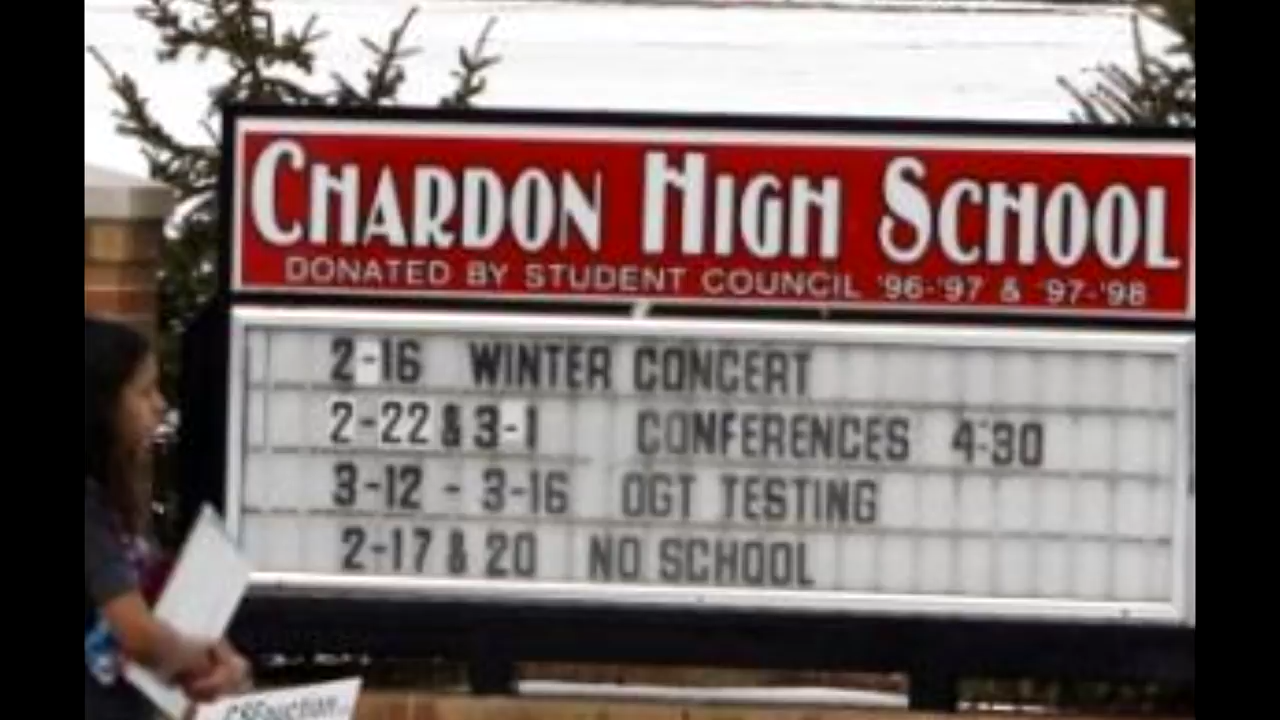 CHARDON HIGH SCHOOL
DONATED BY STUDENT COUNCIL '96-'97 & '97-'98
2-16 WINTER CONCERT
2-22 & 3-1 CONFERENCES 4:30
3-12 - 3-16 OGT TESTING
2-17 & 20 NO SCHOOL